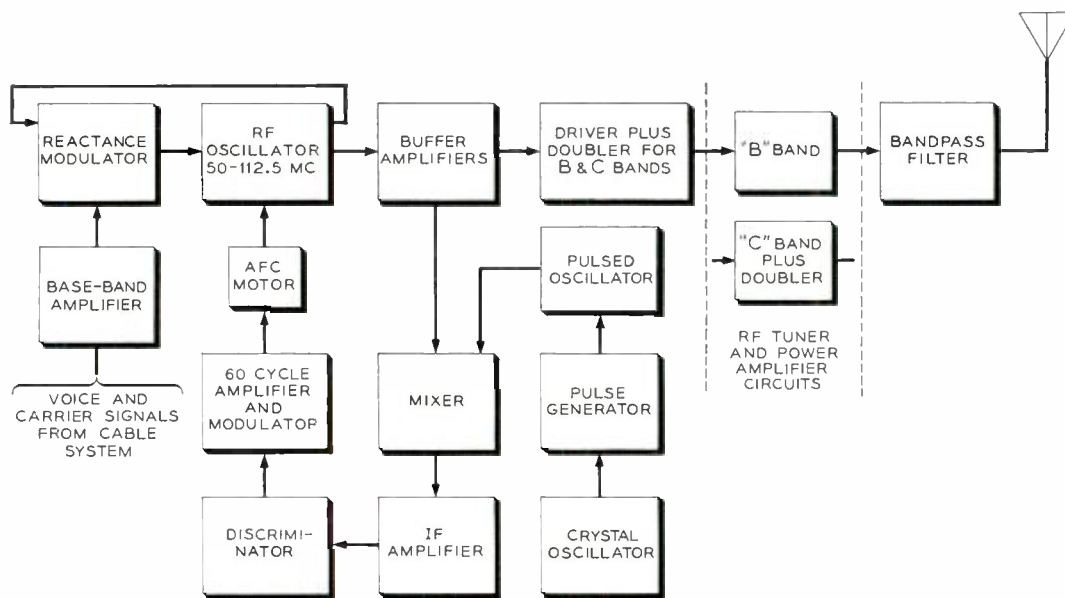 REACTANCE
MODULATOR
RF
OSCILLATOR
50-112.5 MC
BUFFER
AMPLIFIERS
DRIVER PLUS
DOUBLER FOR
B & C BANDS
"B" BAND
BANDPASS
FILTER
BASE-BAND
AMPLIFIER
AFC
MOTOR
PULSED
OSCILLATOR
"C" BAND
PLUS
DOUBLER
RF TUNER
AND POWER
AMPLIFIER
CIRCUITS
VOICE AND
CARRIER SIGNALS
FROM CABLE
SYSTEM
60 CYCLE
AMPLIFIER
AND
MODULATOR
MIXER
PULSE
GENERATOR
DISCRIMI-
NATOR
IF
AMPLIFIER
CRYSTAL
OSCILLATOR